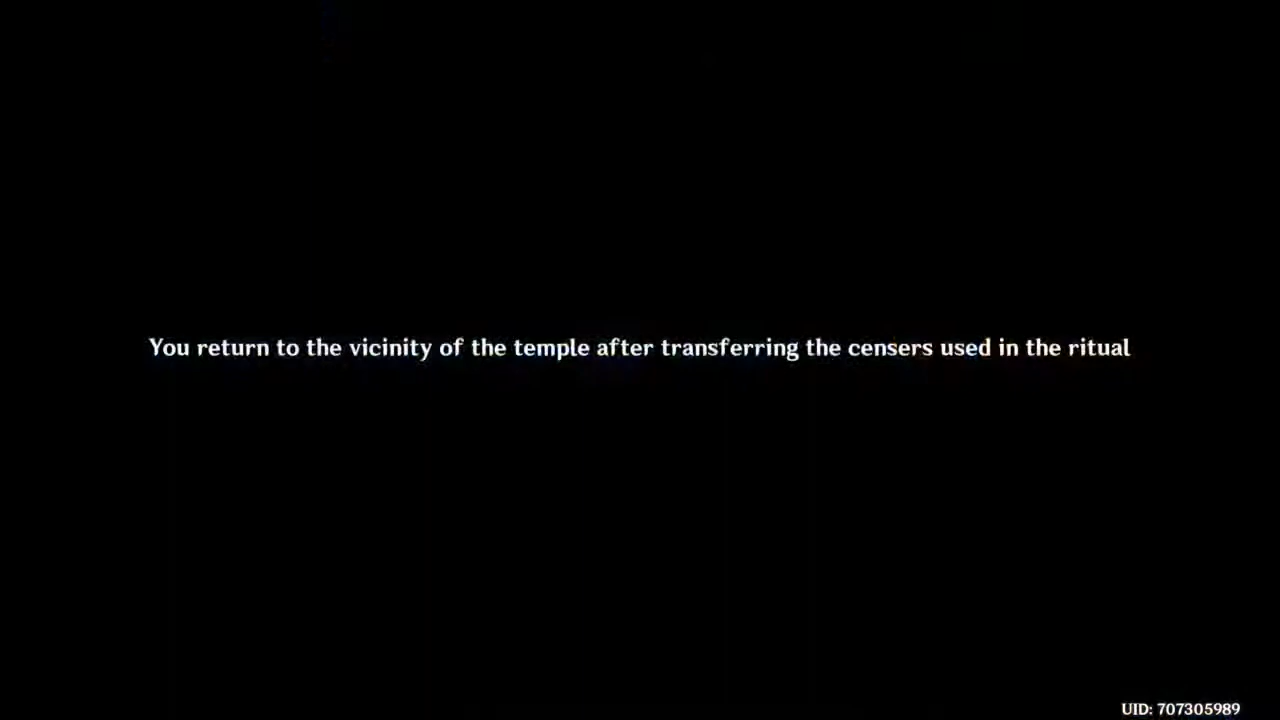 You return to the vicinity of the temple after transferring the censers used in the ritual
UID: 707305989